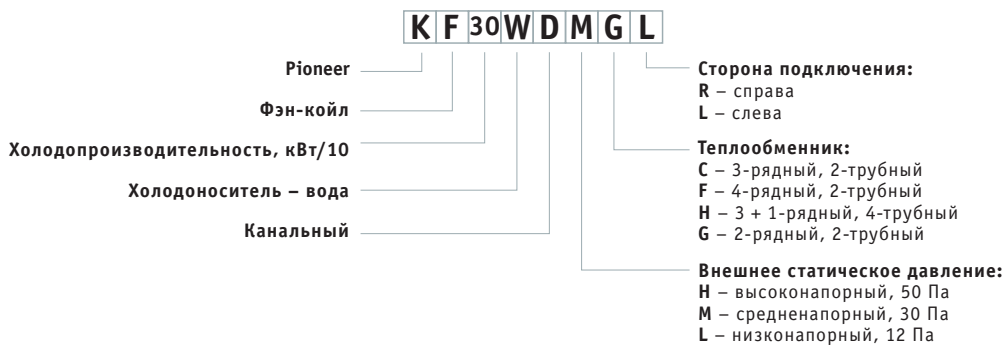 KF30WDMGL
Pioneer
Фэн-койл
Холодопроизводительность, кВт/10
Холодоноситель – вода
Канальный
Сторона подключения:
R – справа
L – слева
Теплообменник:
C – 3-рядный, 2-трубный
F – 4-рядный, 2-трубный
H – 3 + 1-рядный, 4-трубный
G – 2-рядный, 2-трубный
Внешнее статическое давление:
H – высоконапорный, 50 Па
M – средненапорный, 30 Па
L – низконапорный, 12 Па